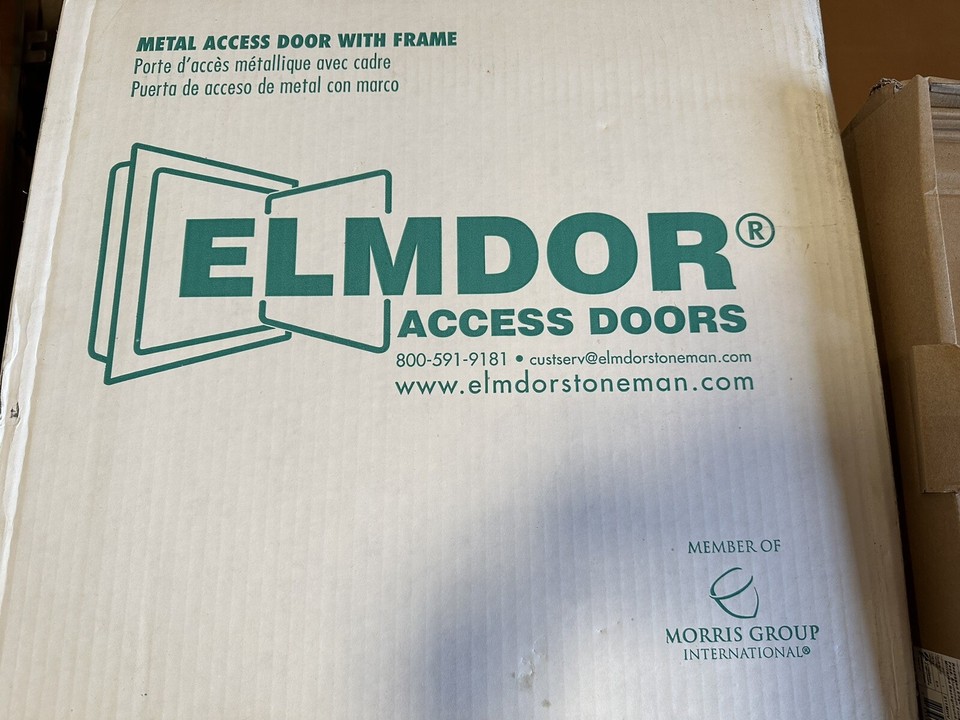 METAL ACCESS DOOR WITH FRAME
Porte d'accès métallique avec cadre
Puerta de acceso de metal con marco
ELMDOR®
ACCESS DOORS
800-591-9181 • custserv@elmdorstoneman.com
www.elmdorstoneman.com
MEMBER OF
MORRIS GROUP
INTERNATIONAL®